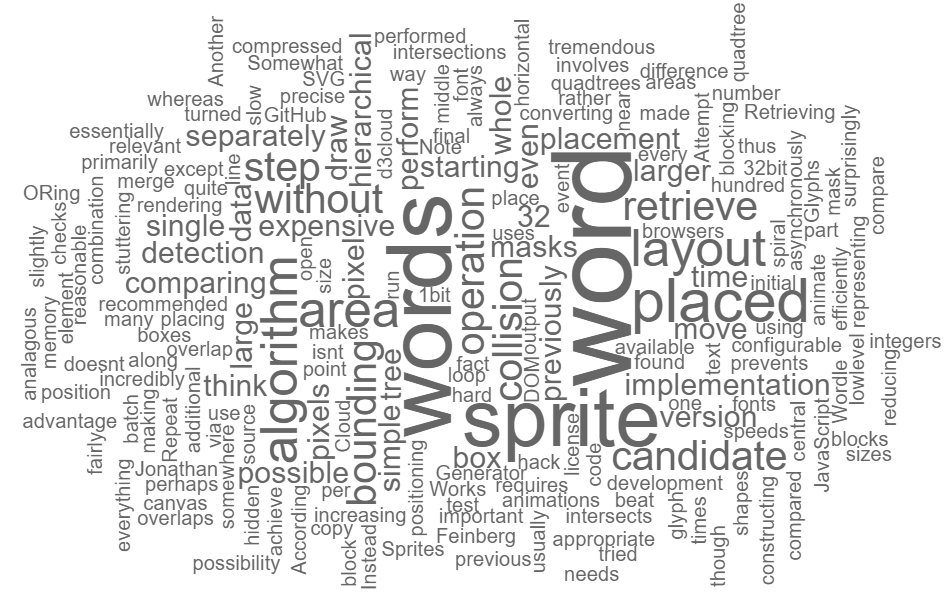 Another
compressed
Somewhat
hierarchical
performed
intersections
horizontal
tremendous
involves
quadtree
SVG
way
middle
font
always
quadtrees
areas
difference
number
whereas
slow
precise
turned
GitHub
draw
perform
whole
rather
near
converting
made
Attempt
blocking
Retrieving
essentially
relevant
separately
d3cloud
final
Note
even
placement
thus
asynchronously
surprisingly
primarily
except
line
step
starting
every
larger
32bit
hundred
Glyphs
mask
compare
ORing
merge
quite
data
without
place
event
word
retrieve
spiral
part
rendering
single
expensive
words
operation
32
uses
masks
browsers
layout
slightly
checks
combination
stuttering
detection
open
size
pixel
run
1bit
collision
previously
time
initial
animate
efficiently
lowlevel
representing
analagous
memory
element
reasonable
comparing
recommended
algorithm
area
DOM
output
placed
many
placing
large
makes
move
using
boxes
isnt
fact
available
text
configurable
integers
doesnt
along
overlap
point
bounding
simple
tree
loop
found
prevents
Wordle
reducing
position
incredibly
think
hard
implementation
advantage
batch
making
Repeat
additional
via
use
source
pixels
Cloud
sprite
one
fonts
version
speeds
central
JavaScript
blocks
sizes
fairly
somewhere
box
hack
license
code
candidate
everything
Jonathan
perhaps
possible
positioning
Generator
requires
development
canvas
hidden
achieve
According
per
Works
animations
beat
glyph
times
shapes
constructing
compared
overlaps
increasing
test
important
usually
intersects
copy
Feinberg
appropriate
though
block
Instead
Sprites
previous
tried
possibility
needs